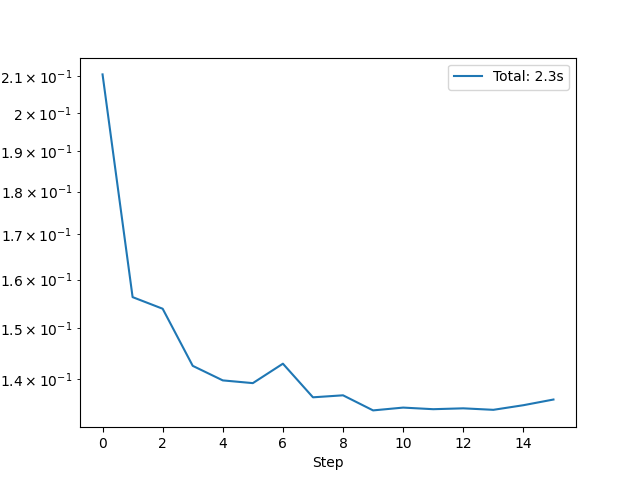 Total: 2.3s
2.1 × 10⁻¹
2 × 10⁻¹
1.9 × 10⁻¹
1.8 × 10⁻¹
1.7 × 10⁻¹
1.6 × 10⁻¹
1.5 × 10⁻¹
1.4 × 10⁻¹
0 2 4 6 8 10 12 14
Step